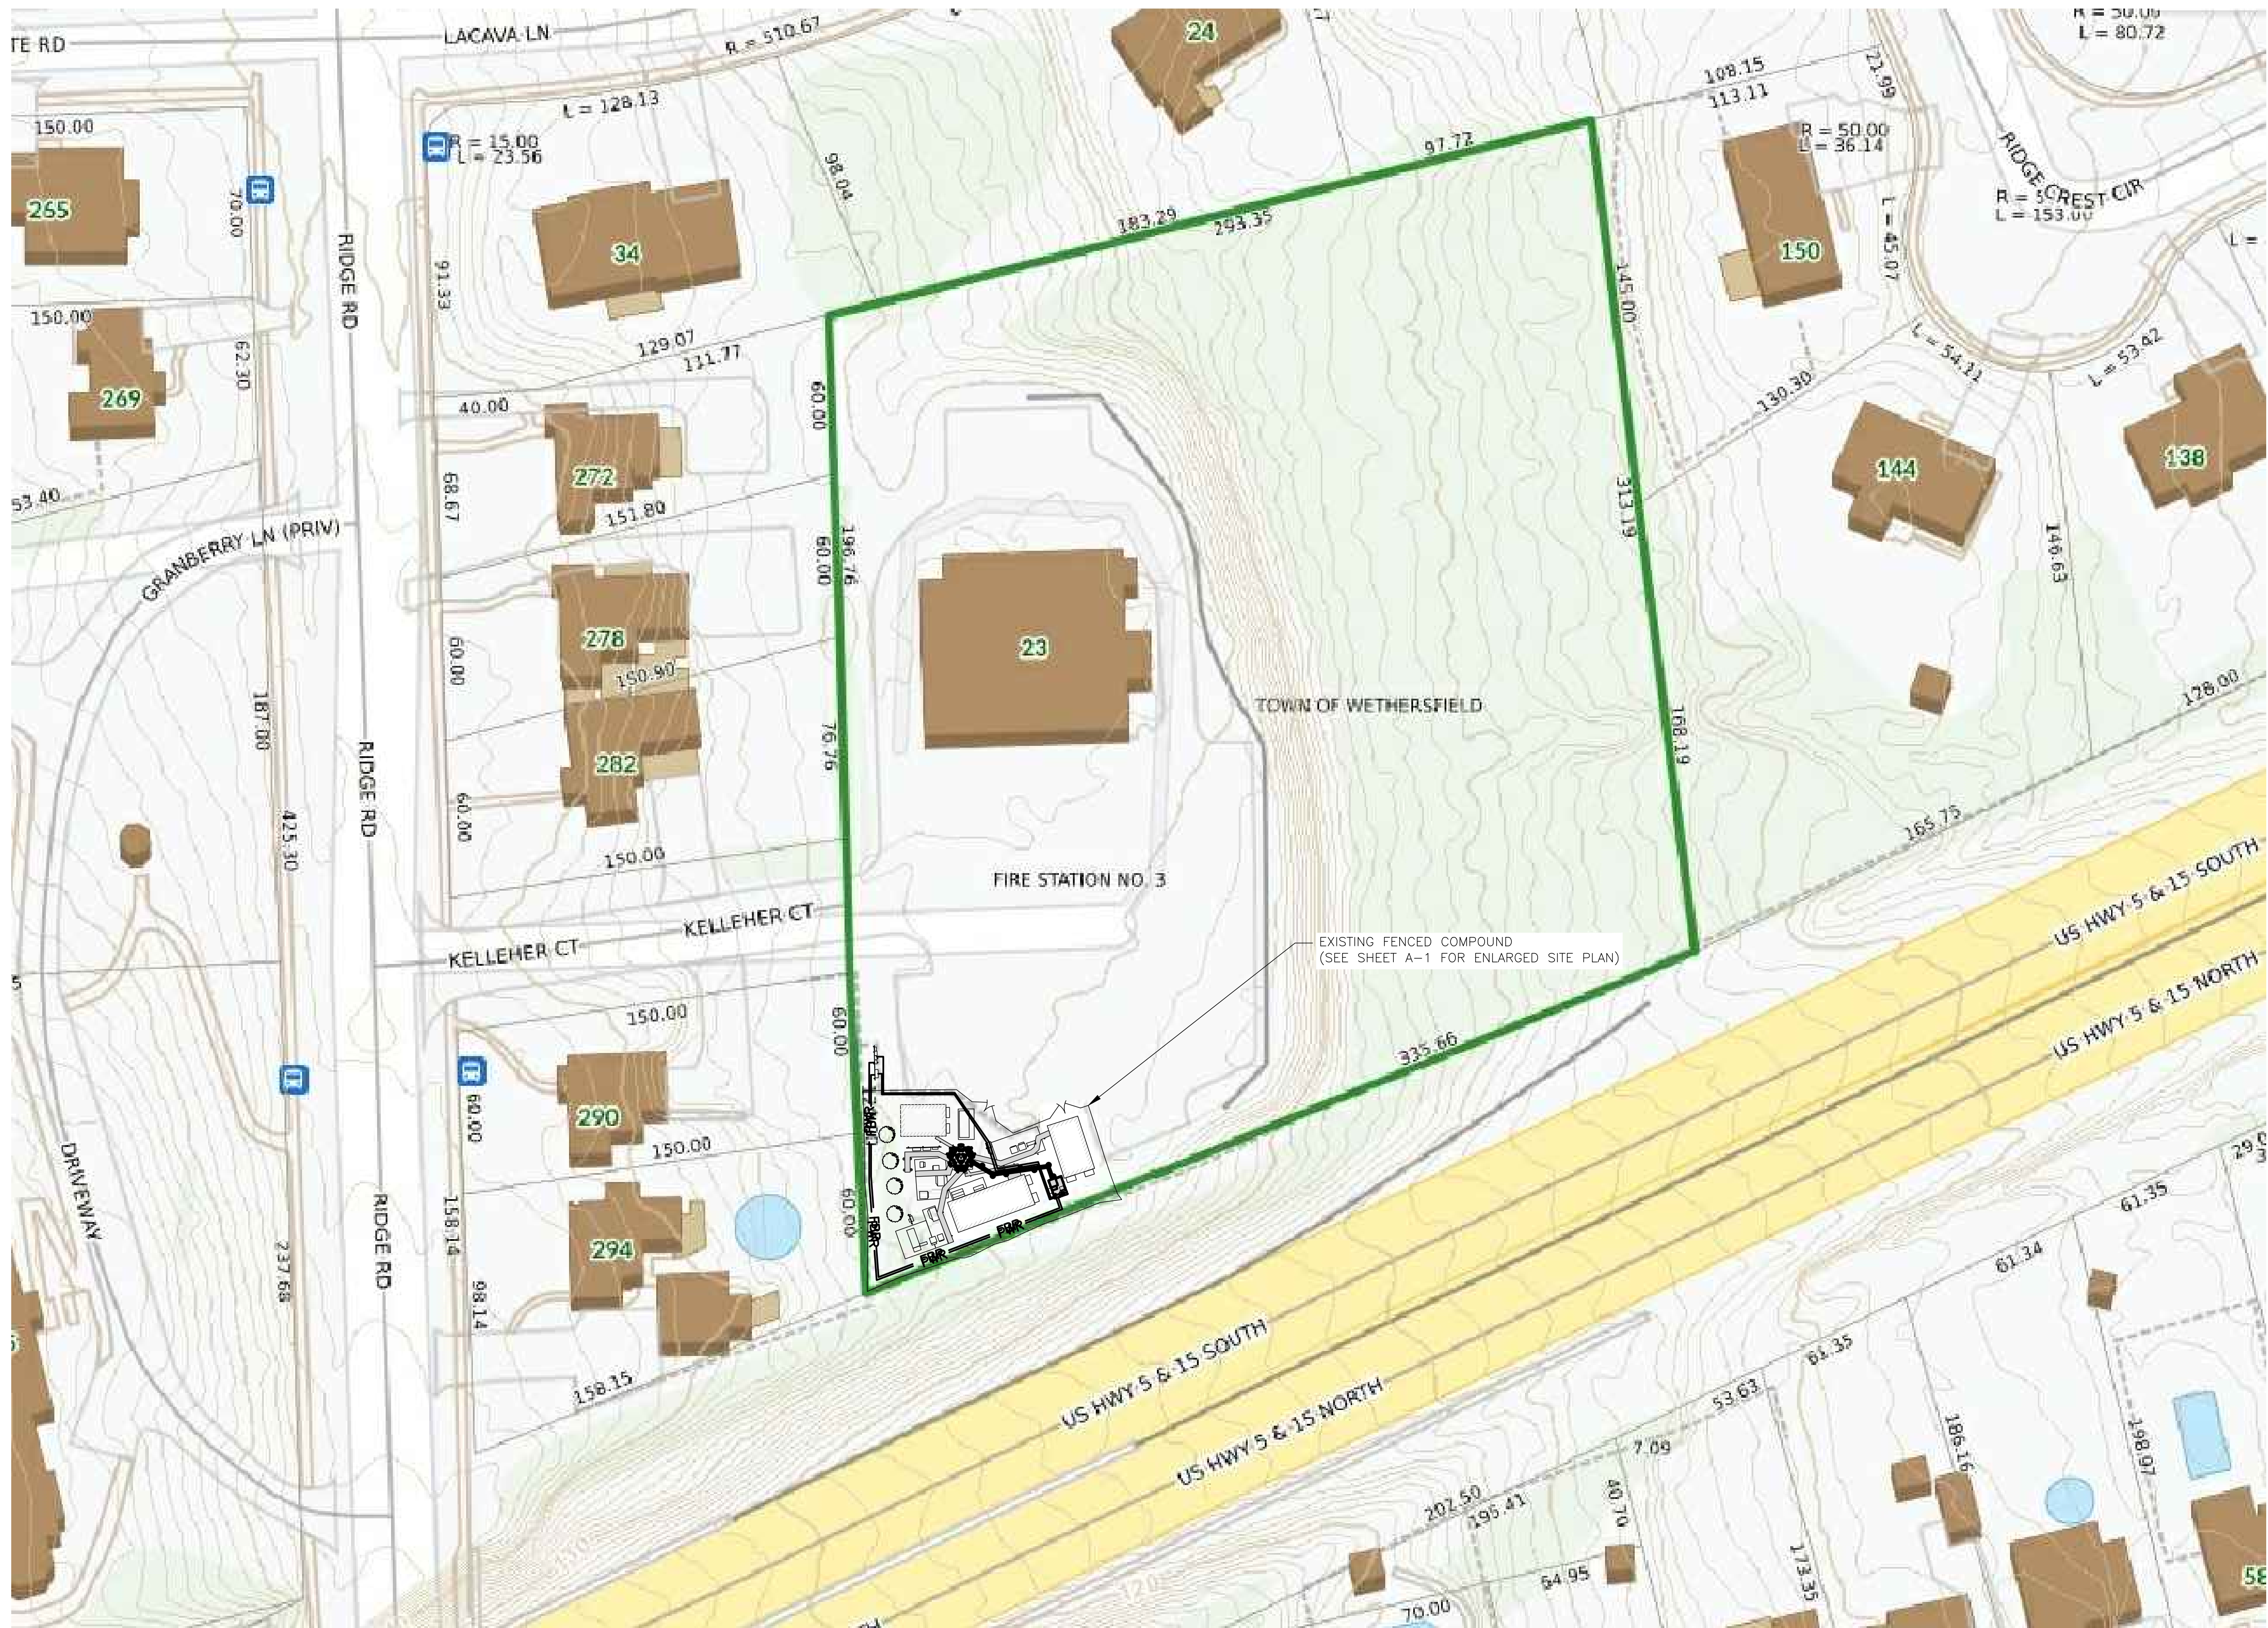 TE RD
LACAVA LN
R = 510.67
24
R = 50.00
L = 80.72
L = 128.13
108.15
113.11
21.99
150.00
R = 15.00
L = 23.56
98.04
97.72
R = 50.00
L = 36.14
RIDGE CREST CIR
L = 153.00
265
70.00
RIDGE RD
91.33
34
183.29
293.35
145.00
150
L = 45.07
L =
150.00
62.30
129.07
111.77
L = 54.11
L = 53.42
269
40.00
60.00
130.30
53.40
68.67
272
151.80
313.19
144
138
GRANBERRY LN (PRIV)
196.76
60.00
146.63
278
60.00
150.90
23
TOWN OF WETHERSFIELD
168.19
128.00
187.00
RIDGE RD
282
76.76
60.00
425.30
150.00
165.75
FIRE STATION NO. 3
KELLEHER CT
KELLEHER CT
US HWY 5 & 15 SOUTH
EXISTING FENCED COMPOUND
(SEE SHEET A-1 FOR ENLARGED SITE PLAN)
US HWY 5 & 15 NORTH
150.00
60.00
335.66
290
60.00
150.00
DRIVEWAY
RIDGE RD
158.14
60.00
294
237.68
98.14
61.35
61.34
158.15
US HWY 5 & 15 SOUTH
US HWY 5 & 15 NORTH
61.35
53.63
7.09
186.16
198.07
202.50
195.41
40.70
173.35
64.95
70.00
58